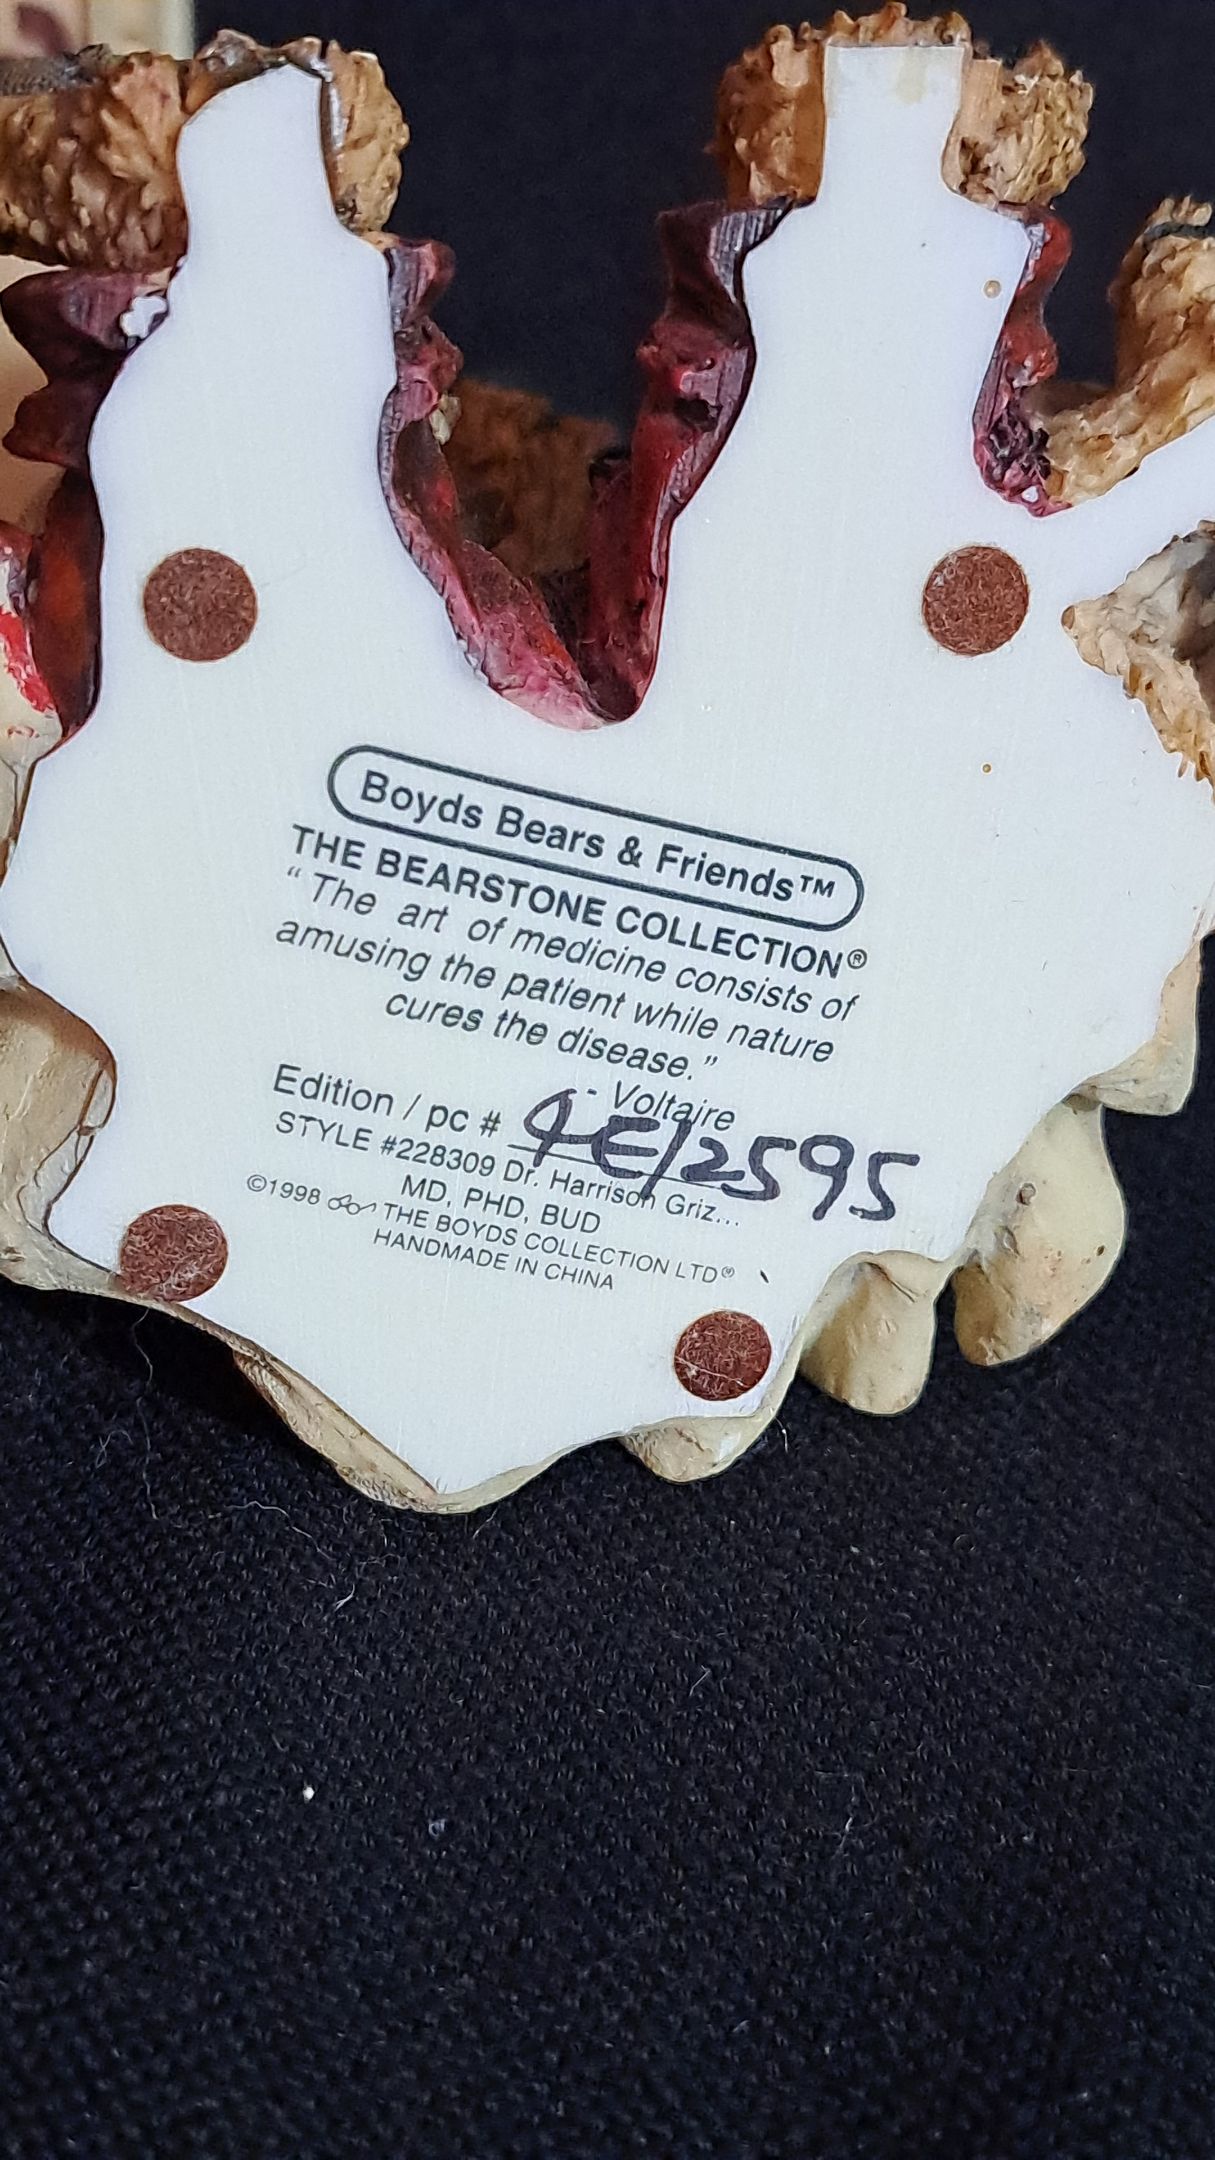 Boyds Bears & Friends™
THE BEARSTONE COLLECTION®
“The art of medicine consists of
amusing the patient while nature
cures the disease.”
- Voltaire
Edition / pc # 4E/2595
STYLE #228309 Dr. Harrison Griz...
MD, PHD, BUD
©1998 THE BOYDS COLLECTION LTD®
HANDMADE IN CHINA